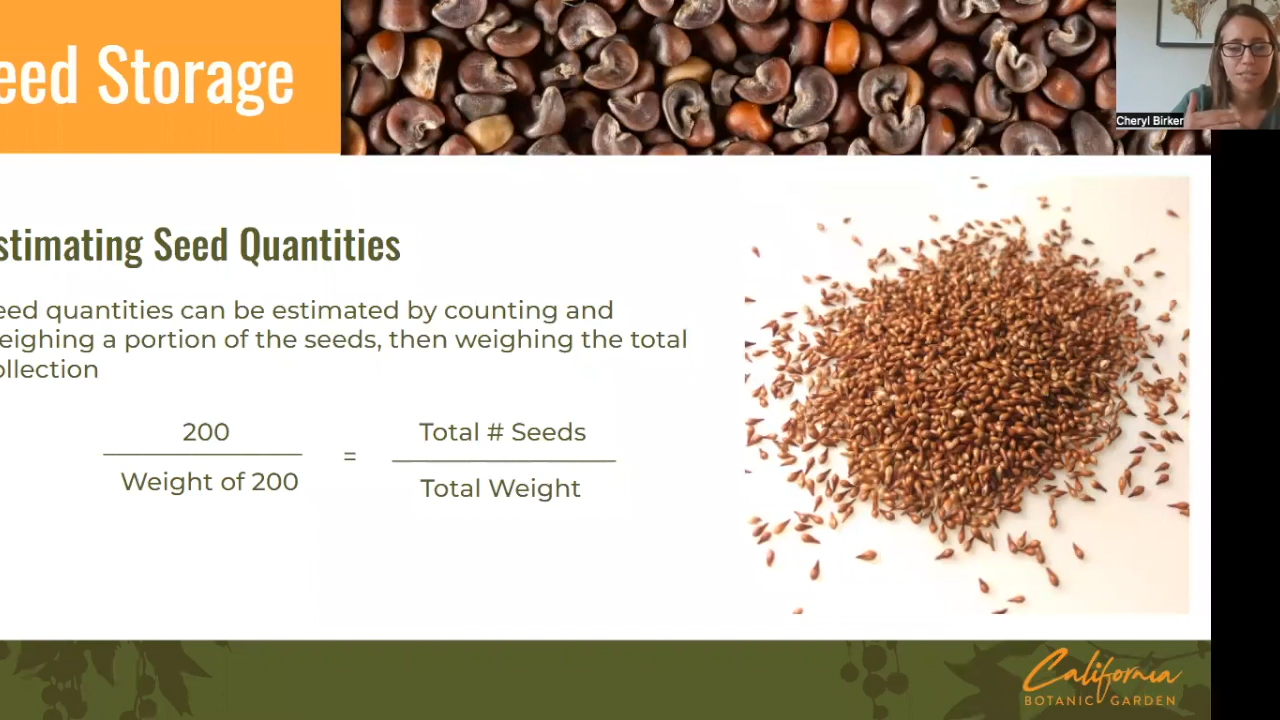 eed Storage
Cheryl Birker
stimating Seed Quantities
eed quantities can be estimated by counting and
eighing a portion of the seeds, then weighing the total
ollection
200
Weight of 200
=
Total # Seeds
Total Weight
California
BOTANIC GARDEN